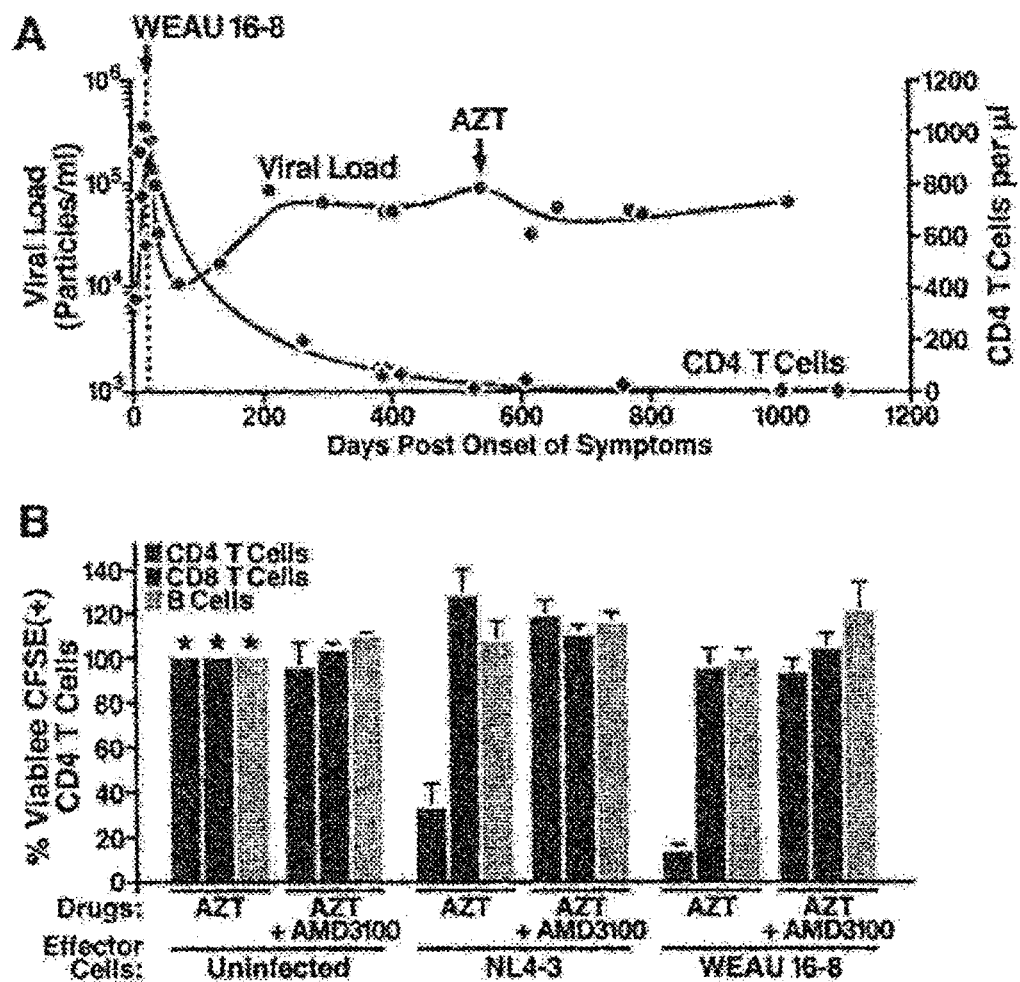 A
WEAU 16-8
10^6
10^5
10^4
10^3
Viral Load
(Particles/ml)
Viral Load
AZT
CD4 T Cells
1200
1000
800
600
400
200
0
CD4 T Cells per µl
0 200 400 600 800 1000 1200
Days Post Onset of Symptoms
B
CD4 T Cells
CD8 T Cells
B Cells
140
120
100
80
60
40
20
0
% Viablee CFSE(+)
CD4 T Cells
* * *
Drugs: AZT AZT AZT AZT AZT AZT
+ AMD3100 + AMD3100 + AMD3100
Effector
Cells: Uninfected NL4-3 WEAU 16-8